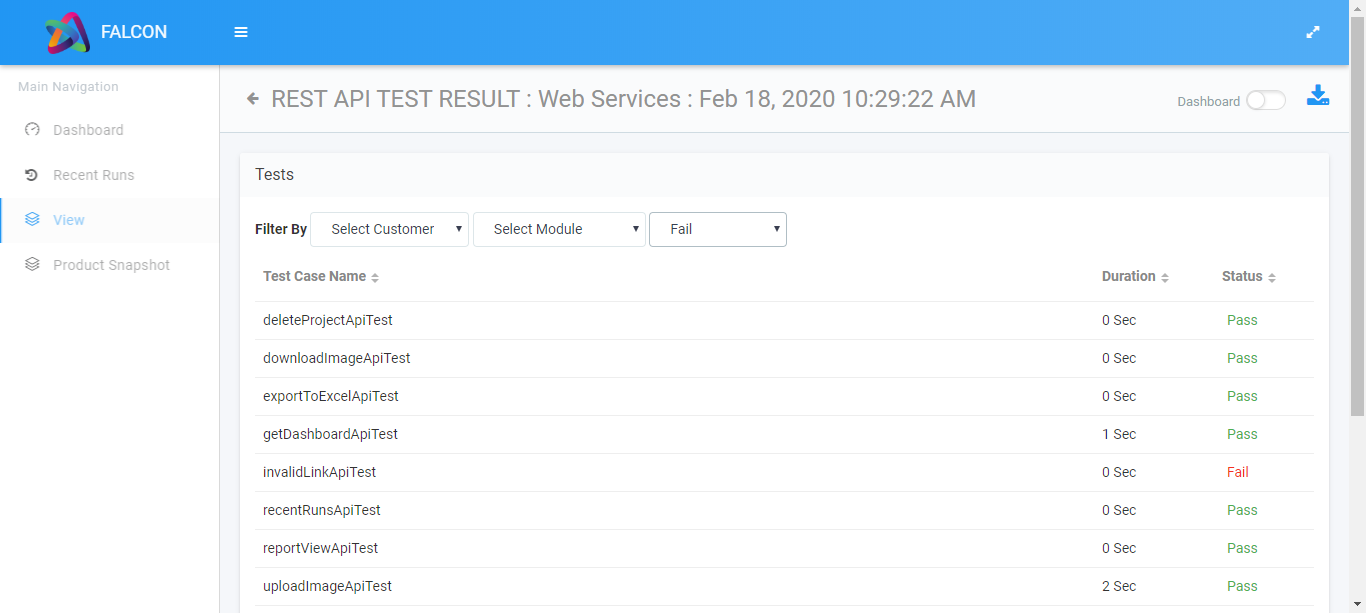 FALCON
Main Navigation
Dashboard
Recent Runs
View
Product Snapshot
REST API TEST RESULT : Web Services : Feb 18, 2020 10:29:22 AM
Dashboard
Tests
Filter By Select Customer Select Module Fail
Test Case Name Duration Status
deleteProjectApiTest 0 Sec Pass
downloadImageApiTest 0 Sec Pass
exportToExcelApiTest 0 Sec Pass
getDashboardApiTest 1 Sec Pass
invalidLinkApiTest 0 Sec Fail
recentRunsApiTest 0 Sec Pass
reportViewApiTest 0 Sec Pass
uploadImageApiTest 2 Sec Pass